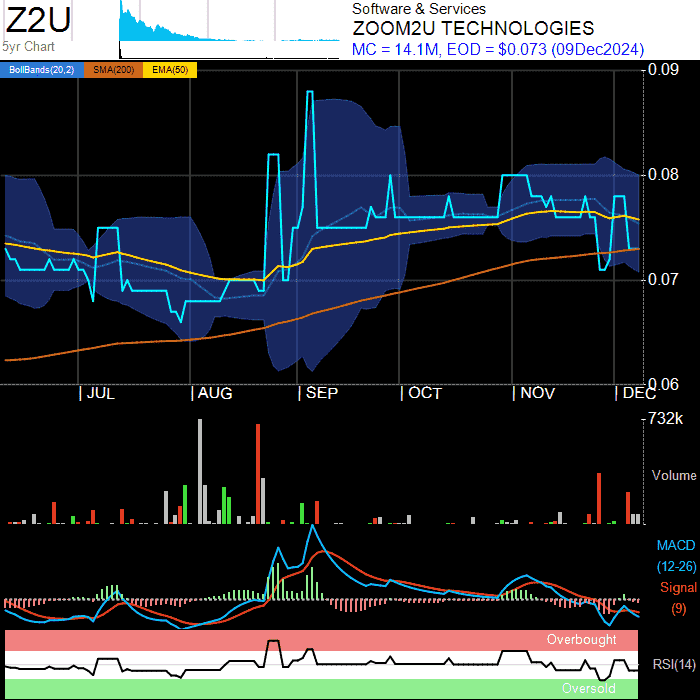 Z2U
5yr Chart
Software & Services
ZOOM2U TECHNOLOGIES
MC = 14.1M, EOD = $0.073 (09Dec2024)
BollBands(20,2) SMA(200) EMA(50)
0.09
0.08
0.07
0.06
| JUL | AUG | SEP | OCT | NOV | DEC
732k
Volume
MACD
(12-26)
Signal
(9)
Overbought
RSI(14)
Oversold